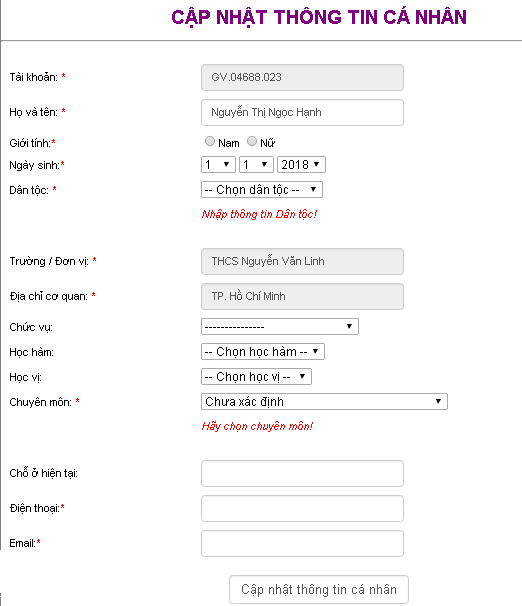 CẬP NHẬT THÔNG TIN CÁ NHÂN
Tài khoản: * GV.04688.023
Họ và tên: * Nguyễn Thị Ngọc Hạnh
Giới tính:* Nam Nữ
Ngày sinh:* 1 1 2018
Dân tộc: * -- Chọn dân tộc --
Nhập thông tin Dân tộc!
Trường / Đơn vị: * THCS Nguyễn Văn Linh
Địa chỉ cơ quan: * TP. Hồ Chí Minh
Chức vụ: ---------------
Học hàm: -- Chọn học hàm --
Học vị: -- Chọn học vị --
Chuyên môn: * Chưa xác định
Hãy chọn chuyên môn!
Chỗ ở hiện tại:
Điện thoại:*
Email:*
Cập nhật thông tin cá nhân